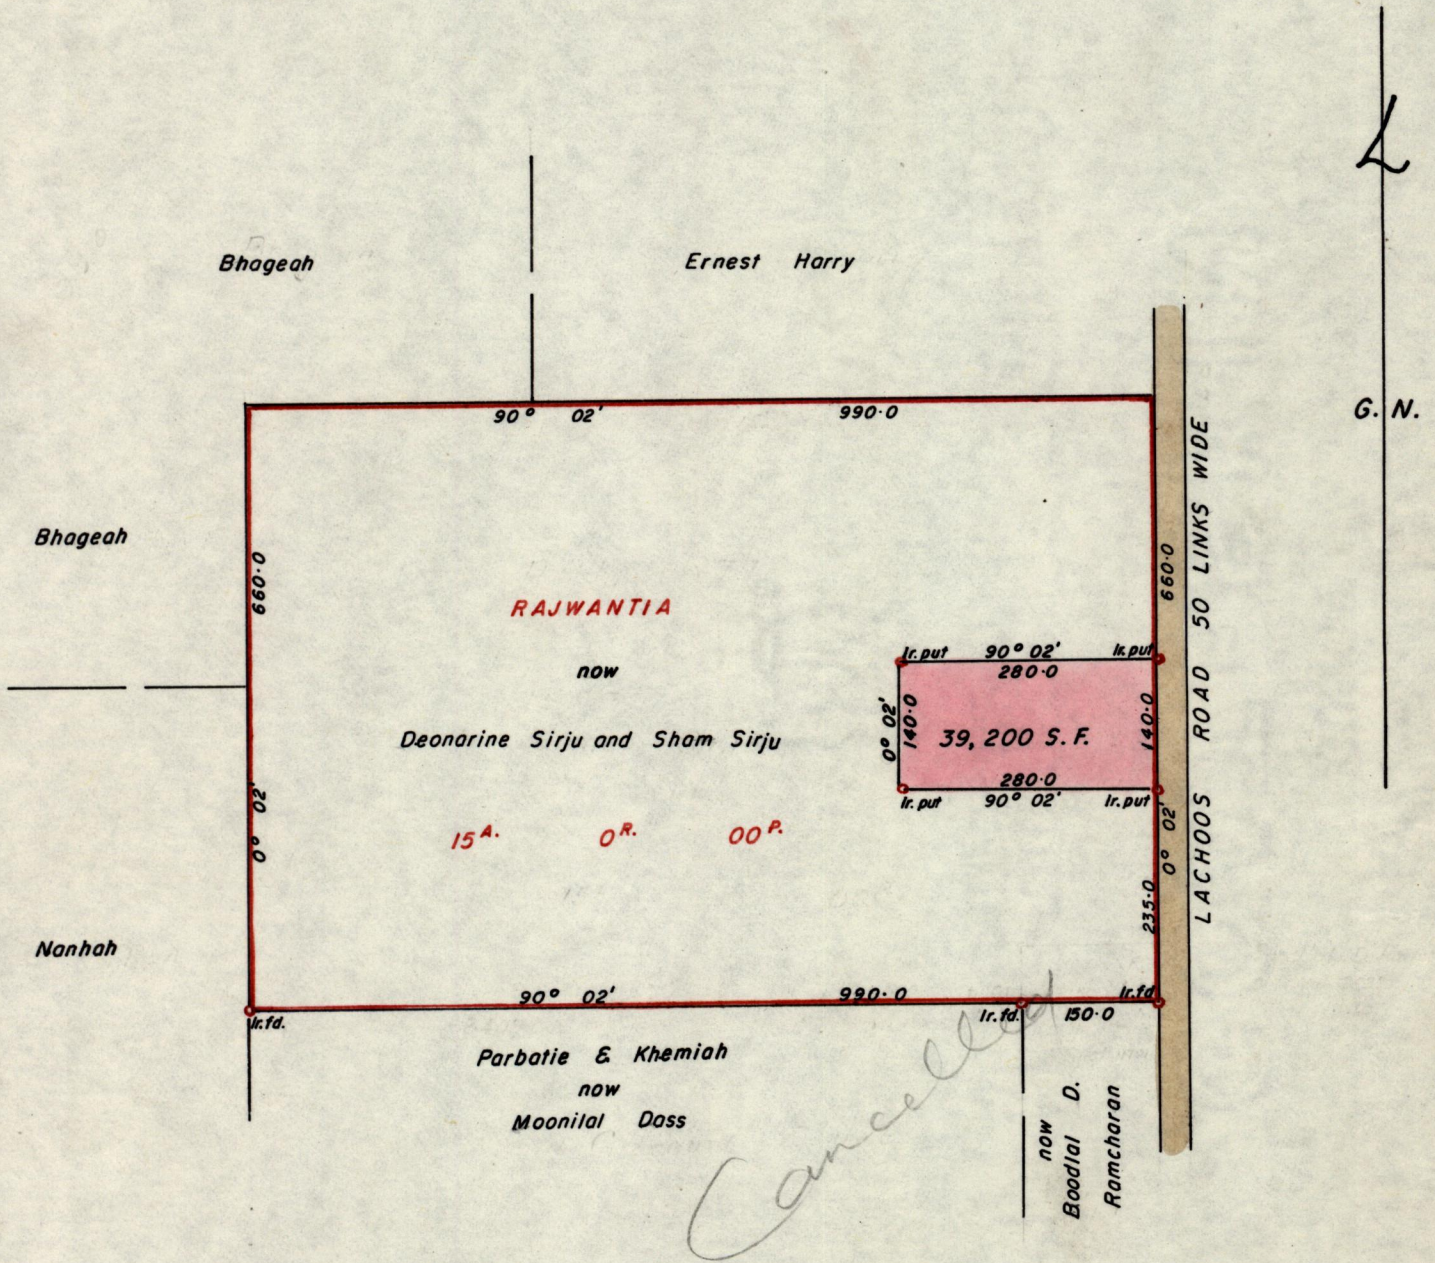 L
G. N.
Bhageah
Ernest Harry
90° 02' 990·0
Bhageah
660·0
0° 02'
Nanhah
RAJWANTIA
now
Deonarine Sirju and Sham Sirju
15 A. 0 R. 00 P.
Ir. put 90° 02' Ir. put
280·0
0° 02'
140·0
39,200 S. F.
140·0
280·0
Ir. put 90° 02' Ir. put
660·0
0° 02'
235·0
LACHOOS ROAD 50 LINKS WIDE
90° 02' 990·0
Ir. fd.
Ir. fd.
Ir. fd.
150·0
Parbatie & Khemiah
now
Moonilal Dass
now
Boodlal D.
Ramcharan
Cancelled